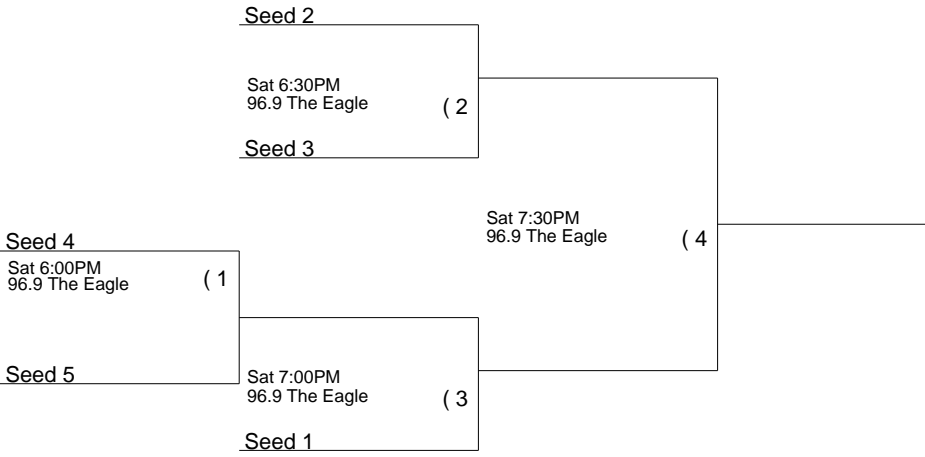 Seed 2
Sat 6:30PM
96.9 The Eagle
( 2
Seed 3
Sat 7:30PM
96.9 The Eagle
( 4
Seed 4
Sat 6:00PM
96.9 The Eagle
( 1
Seed 5
Sat 7:00PM
96.9 The Eagle
( 3
Seed 1